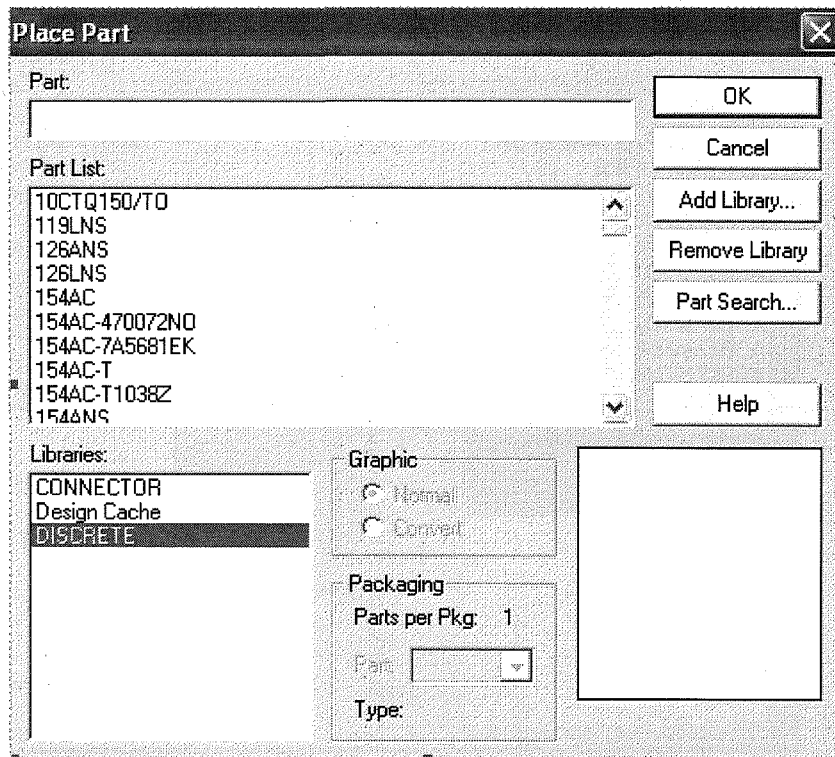 Place Part
Part:
OK
Cancel
Part List:
10CTQ150/TO
119LNS
126ANS
126LNS
154AC
154AC-470072NO
154AC-7A5681EK
154AC-T
154AC-T1038Z
154ANS
Add Library...
Remove Library
Part Search...
Help
Libraries:
CONNECTOR
Design Cache
DISCRETE
Graphic
Normal
Convert
Packaging
Parts per Pkg: 1
Part:
Type: